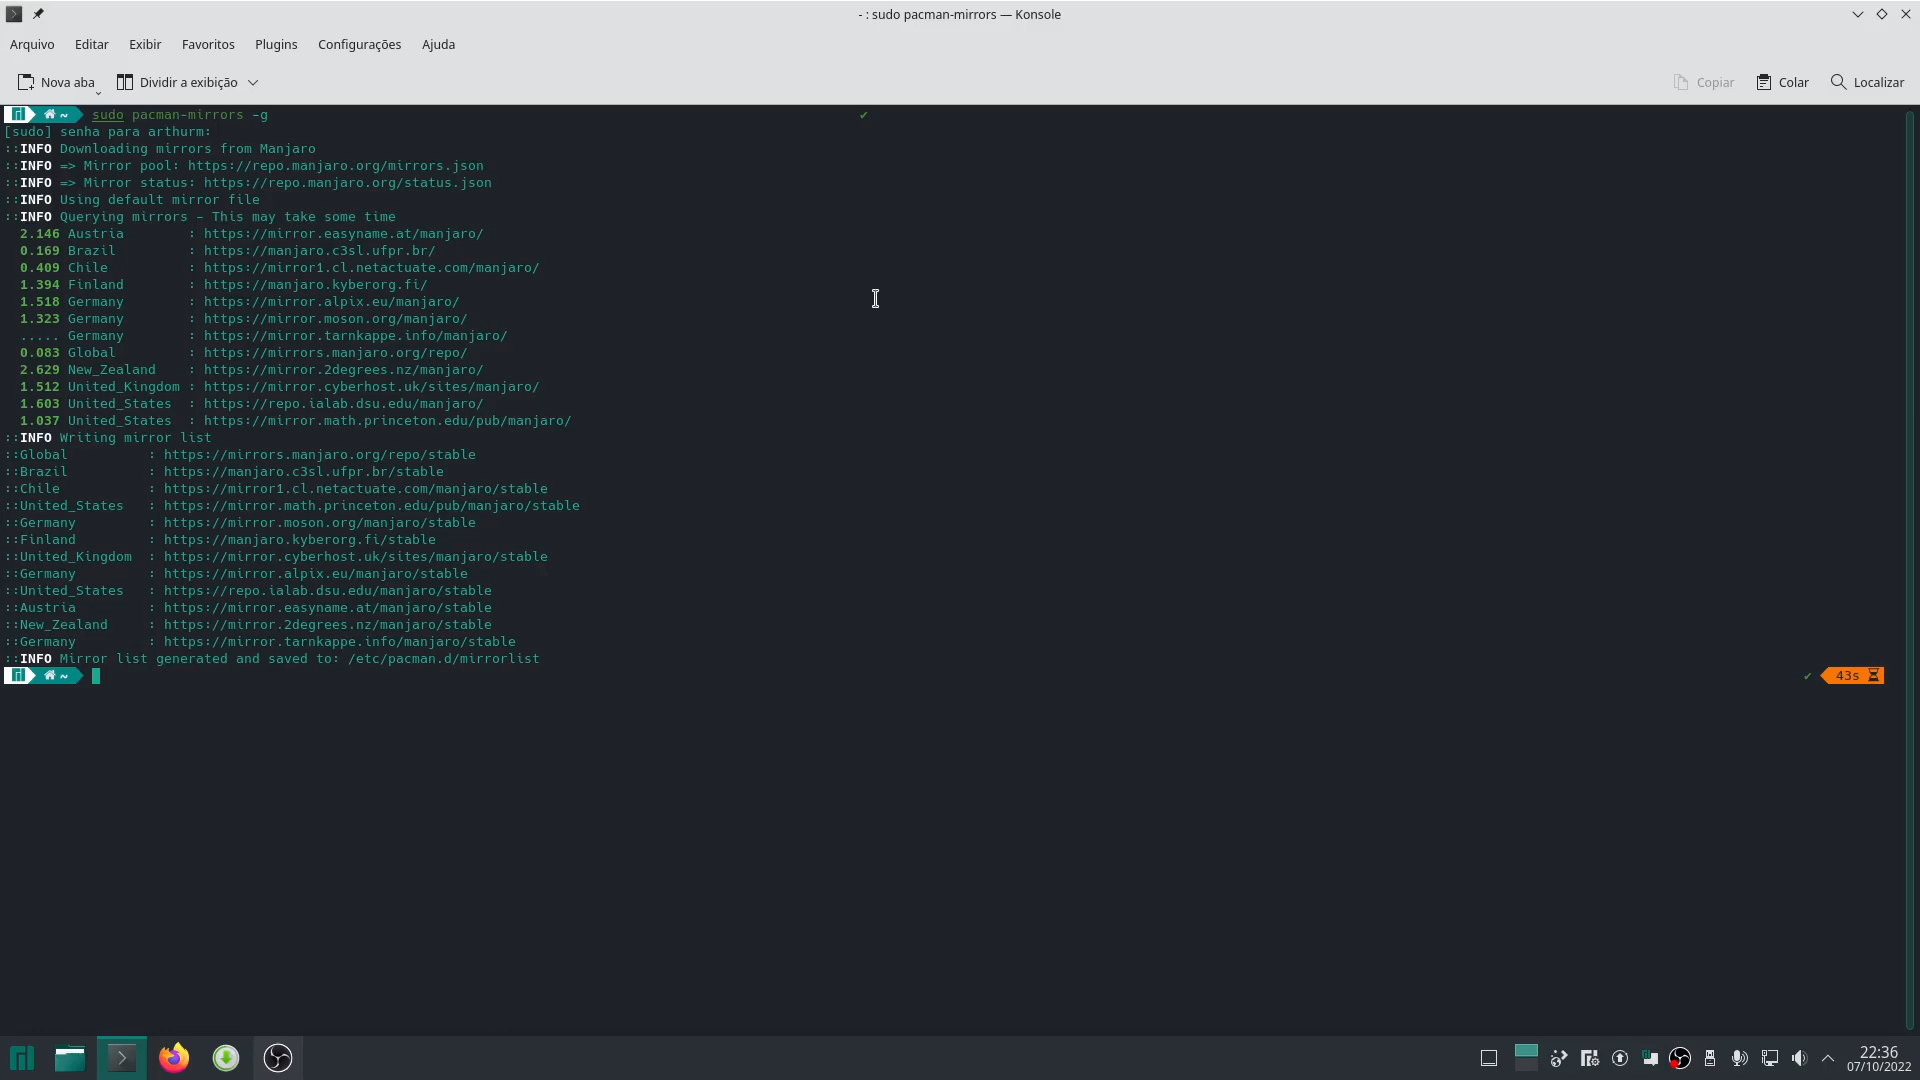 - : sudo pacman-mirrors — Konsole
Arquivo Editar Exibir Favoritos Plugins Configurações Ajuda
Nova aba Dividir a exibição Copiar Colar Localizar
~ sudo pacman-mirrors -g ✔
[sudo] senha para arthurm:
::INFO Downloading mirrors from Manjaro
::INFO => Mirror pool: https://repo.manjaro.org/mirrors.json
::INFO => Mirror status: https://repo.manjaro.org/status.json
::INFO Using default mirror file
::INFO Querying mirrors - This may take some time
2.146 Austria : https://mirror.easyname.at/manjaro/
0.169 Brazil : https://manjaro.c3sl.ufpr.br/
0.409 Chile : https://mirror1.cl.netactuate.com/manjaro/
1.394 Finland : https://manjaro.kyberorg.fi/
1.518 Germany : https://mirror.alpix.eu/manjaro/
1.323 Germany : https://mirror.moson.org/manjaro/
..... Germany : https://mirror.tarnkappe.info/manjaro/
0.083 Global : https://mirrors.manjaro.org/repo/
2.629 New_Zealand : https://mirror.2degrees.nz/manjaro/
1.512 United_Kingdom : https://mirror.cyberhost.uk/sites/manjaro/
1.603 United_States : https://repo.ialab.dsu.edu/manjaro/
1.037 United_States : https://mirror.math.princeton.edu/pub/manjaro/
::INFO Writing mirror list
::Global : https://mirrors.manjaro.org/repo/stable
::Brazil : https://manjaro.c3sl.ufpr.br/stable
::Chile : https://mirror1.cl.netactuate.com/manjaro/stable
::United_States : https://mirror.math.princeton.edu/pub/manjaro/stable
::Germany : https://mirror.moson.org/manjaro/stable
::Finland : https://manjaro.kyberorg.fi/stable
::United_Kingdom : https://mirror.cyberhost.uk/sites/manjaro/stable
::Germany : https://mirror.alpix.eu/manjaro/stable
::United_States : https://repo.ialab.dsu.edu/manjaro/stable
::Austria : https://mirror.easyname.at/manjaro/stable
::New_Zealand : https://mirror.2degrees.nz/manjaro/stable
::Germany : https://mirror.tarnkappe.info/manjaro/stable
::INFO Mirror list generated and saved to: /etc/pacman.d/mirrorlist
~ ✔ 43s
22:36
07/10/2022